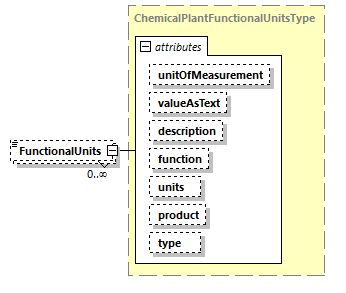 ChemicalPlantFunctionalUnitsType
attributes
unitOfMeasurement
valueAsText
description
function
units
product
type
FunctionalUnits
0..∞